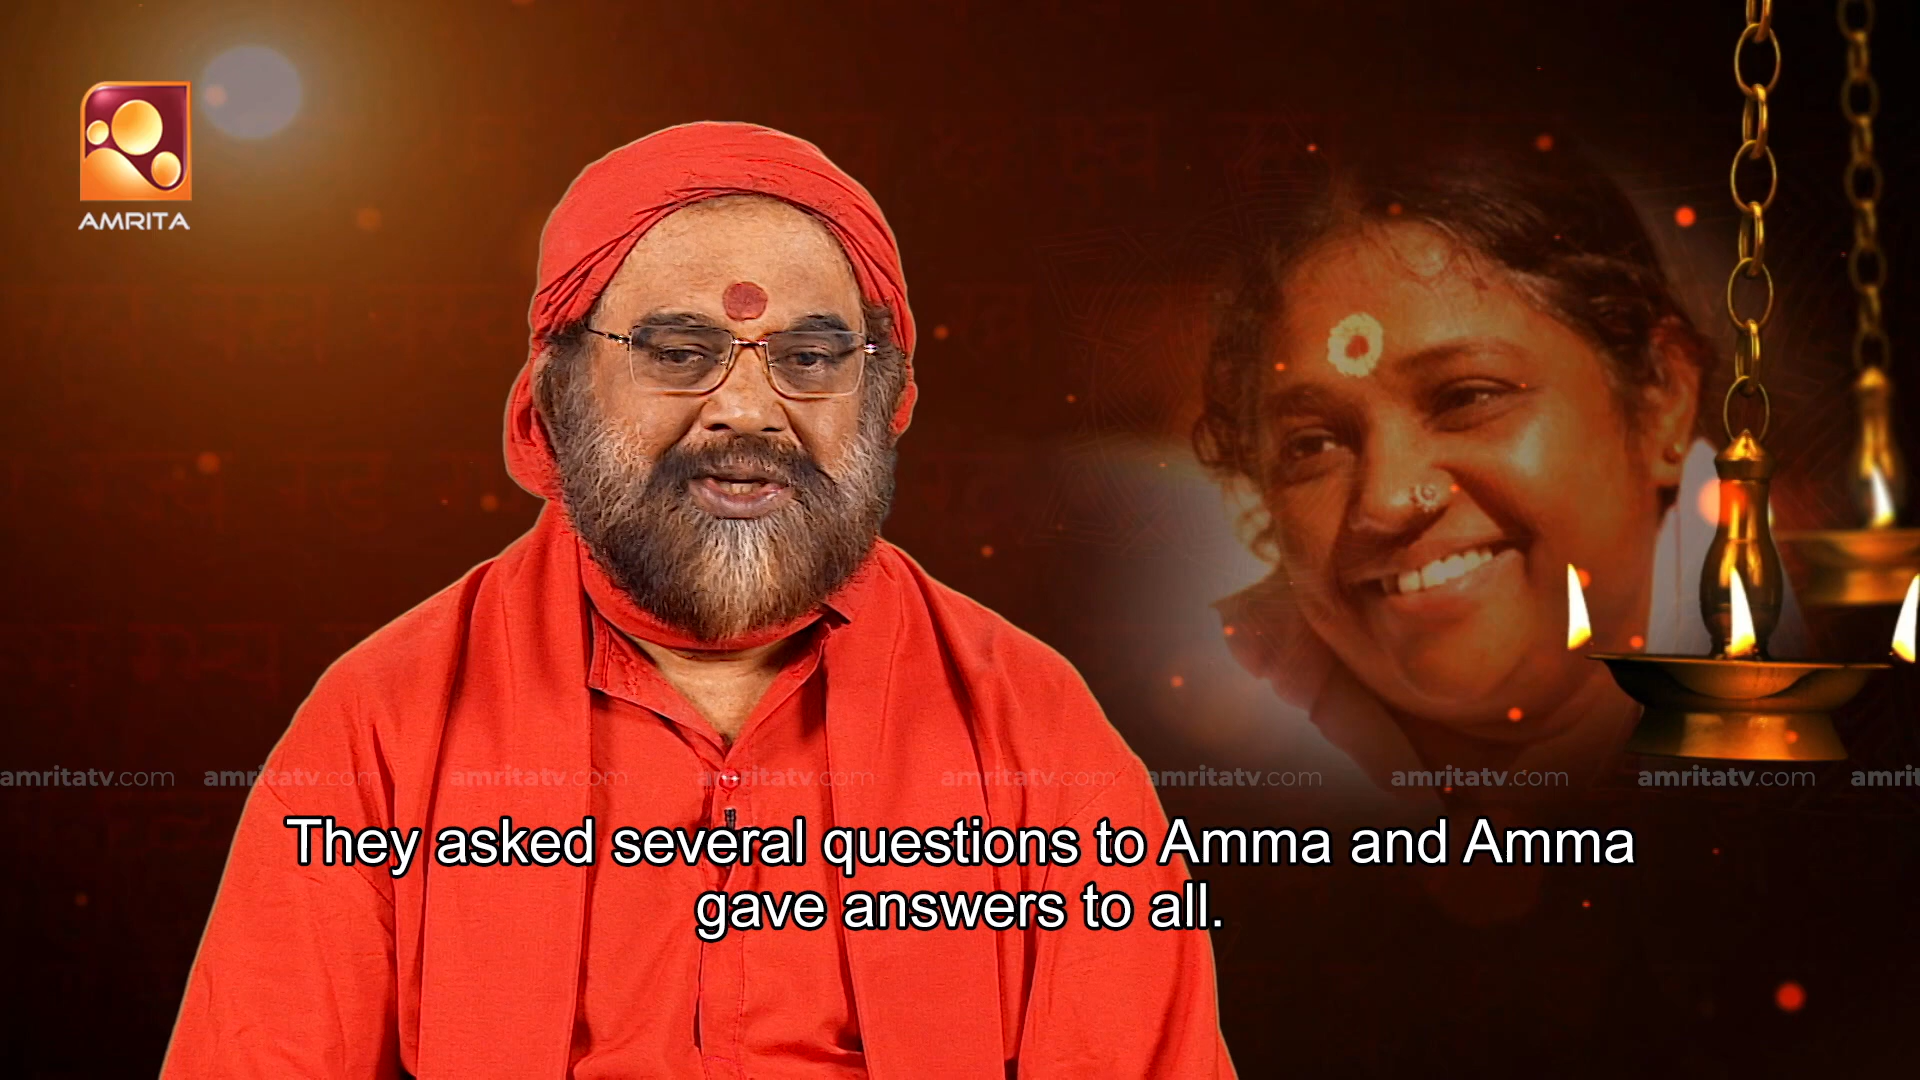 AMRITA
amritatv.com amritatv.com amritatv.com amritatv.com amritatv.com amritatv.com amritatv.com amritatv.com amrit
They asked several questions to Amma and Amma
gave answers to all.